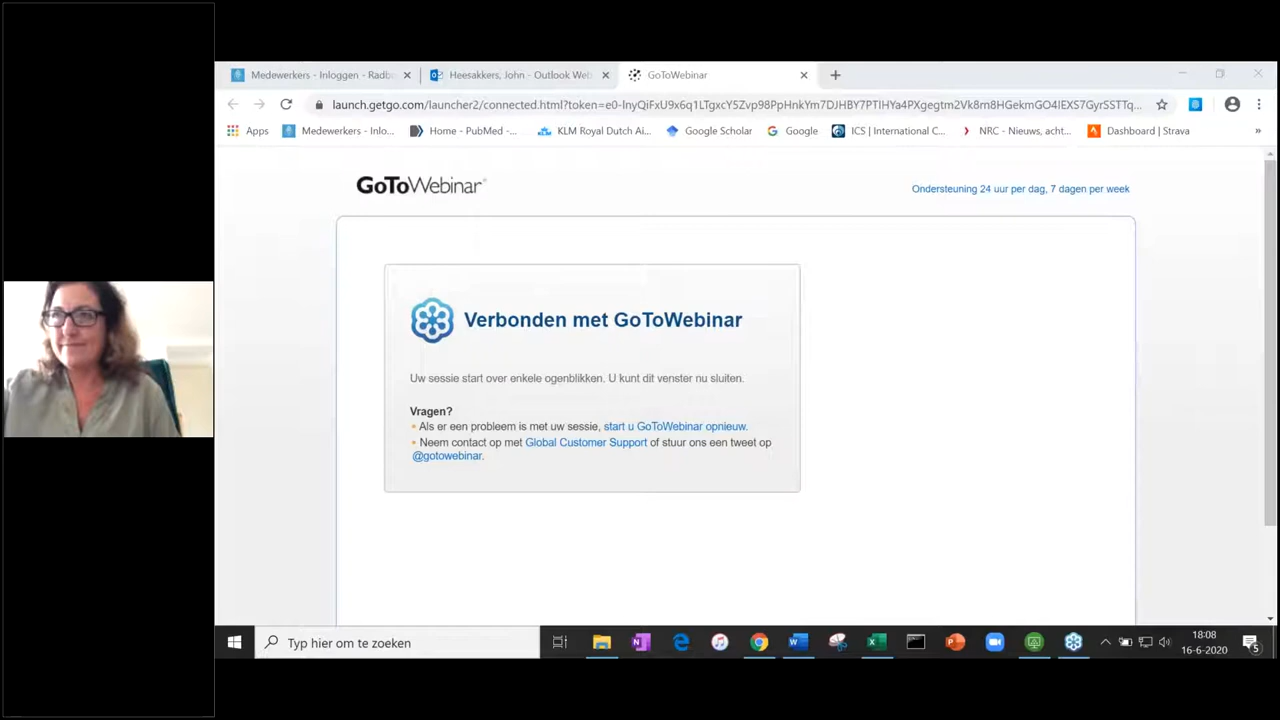 Medewerkers - Inloggen - Radb
Heesakkers, John - Outlook Web
GoToWebinar
launch.getgo.com/launcher2/connected.html?token=
Apps
Medewerkers - Inlo...
Home - PubMed -...
KLM Royal Dutch Ai...
Google Scholar
Google
ICS | International C...
NRC - Nieuws, acht...
Dashboard | Strava
»
GoToWebinar
Ondersteuning 24 uur per dag, 7 dagen per week
Verbonden met GoToWebinar
Uw sessie start over enkele ogenblikken. U kunt dit venster nu sluiten.
Vragen?
Als er een probleem is met uw sessie, start u GoToWebinar opnieuw.
Neem contact op met Global Customer Support of stuur ons een tweet op
@gotowebinar.
Typ hier om te zoeken
18:08
16-6-2020
5